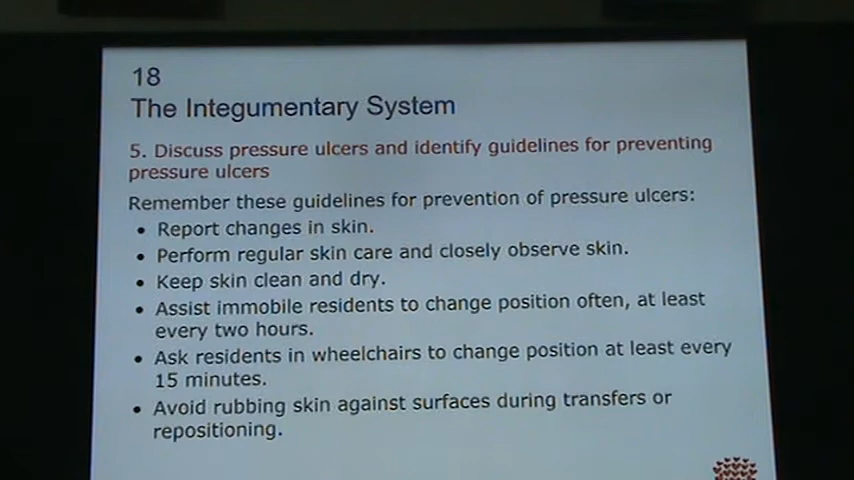 18
The Integumentary System
5. Discuss pressure ulcers and identify guidelines for preventing
pressure ulcers
Remember these guidelines for prevention of pressure ulcers:
• Report changes in skin.
• Perform regular skin care and closely observe skin.
• Keep skin clean and dry.
• Assist immobile residents to change position often, at least
every two hours.
• Ask residents in wheelchairs to change position at least every
15 minutes.
• Avoid rubbing skin against surfaces during transfers or
repositioning.